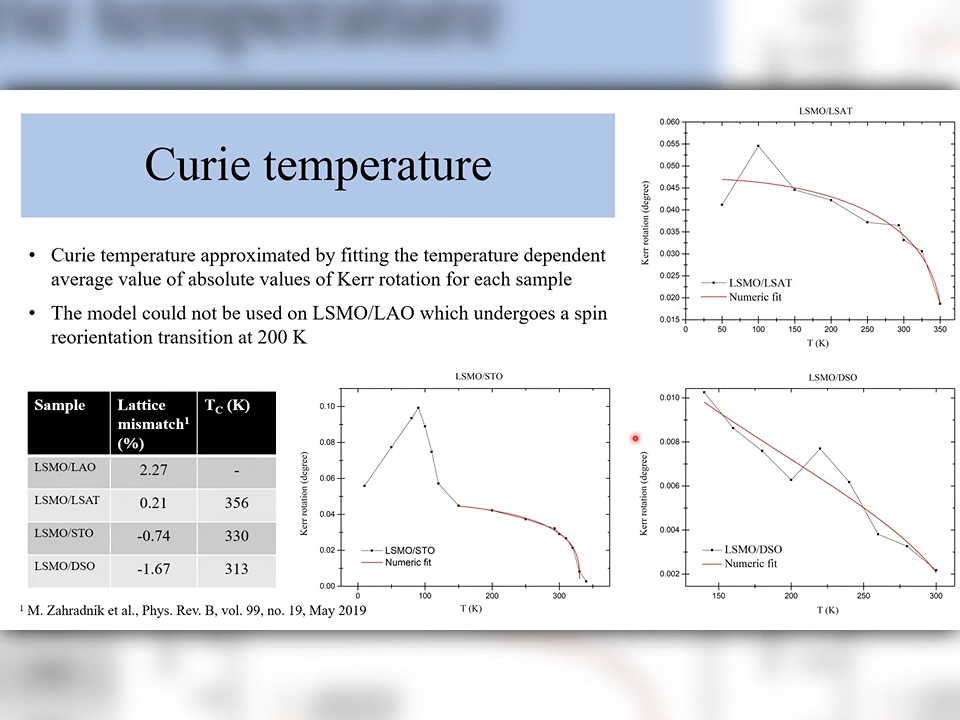 Curie temperature
• Curie temperature approximated by fitting the temperature dependent
average value of absolute values of Kerr rotation for each sample
• The model could not be used on LSMO/LAO which undergoes a spin
reorientation transition at 200 K
Sample Lattice mismatch¹ (%) T_C (K)
LSMO/LAO 2.27 -
LSMO/LSAT 0.21 356
LSMO/STO -0.74 330
LSMO/DSO -1.67 313
¹ M. Zahradník et al., Phys. Rev. B, vol. 99, no. 19, May 2019
LSMO/STO
Kerr rotation (degree)
0.10
0.08
0.06
0.04
0.02
0.00
LSMO/STO
Numeric fit
0 100 200 300
T (K)
LSMO/LSAT
Kerr rotation (degree)
0.060
0.055
0.050
0.045
0.040
0.035
0.030
0.025
0.020
0.015
LSMO/LSAT
Numeric fit
0 50 100 150 200 250 300 350
T (K)
LSMO/DSO
Kerr rotation (degree)
0.010
0.008
0.006
0.004
0.002
LSMO/DSO
Numeric fit
150 200 250 300
T (K)